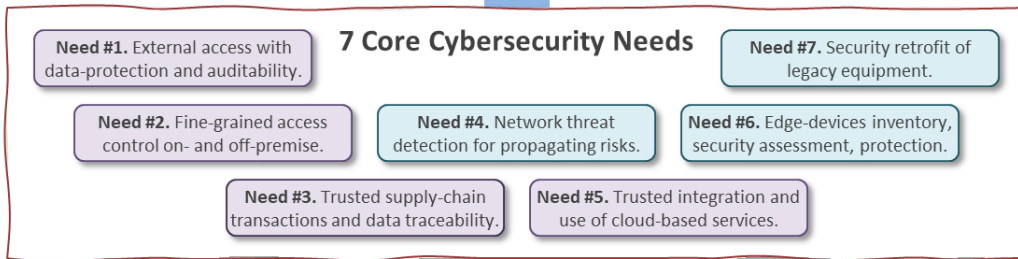 7 Core Cybersecurity Needs
Need #1. External access with
data-protection and auditability.
Need #2. Fine-grained access
control on- and off-premise.
Need #3. Trusted supply-chain
transactions and data traceability.
Need #4. Network threat
detection for propagating risks.
Need #5. Trusted integration and
use of cloud-based services.
Need #6. Edge-devices inventory,
security assessment, protection.
Need #7. Security retrofit of
legacy equipment.